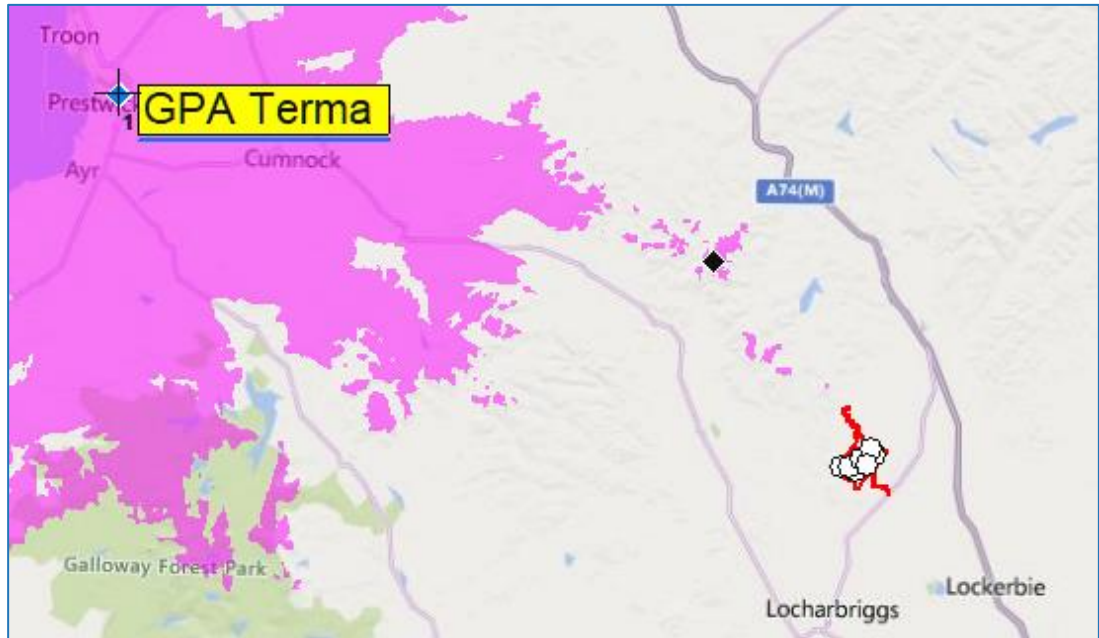 Troon
Prestwick
1
GPA Terma
Cumnock
Ayr
A74(M)
Galloway Forest Park
Lockerbie
Locharbriggs